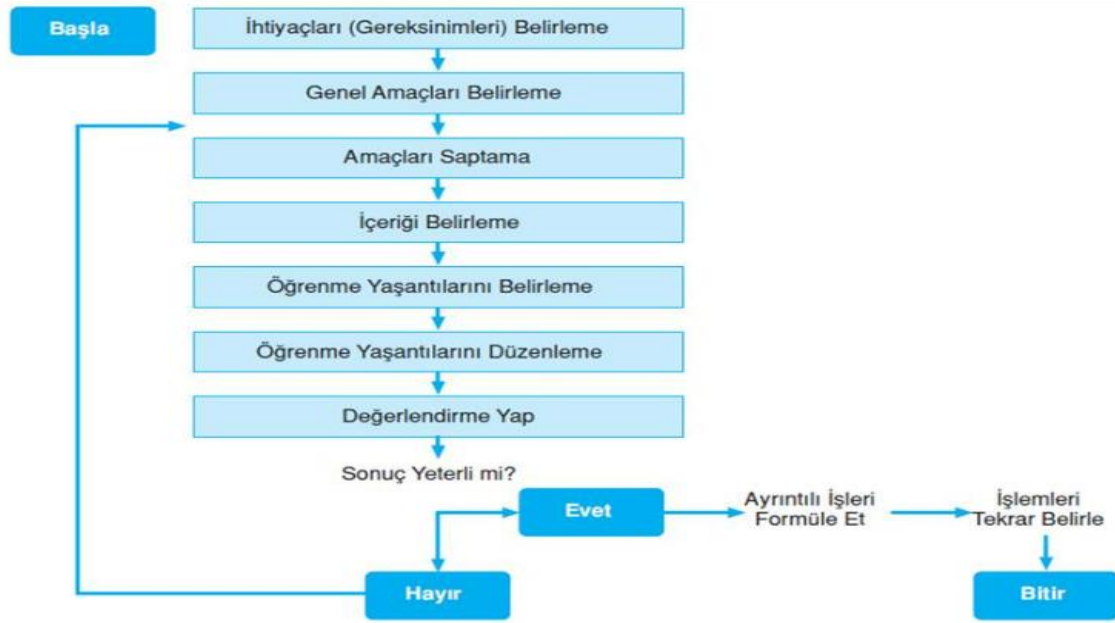 Başla
İhtiyaçları (Gereksinimleri) Belirleme
Genel Amaçları Belirleme
Amaçları Saptama
İçeriği Belirleme
Öğrenme Yaşantılarını Belirleme
Öğrenme Yaşantılarını Düzenleme
Değerlendirme Yap
Sonuç Yeterli mi?
Evet
Ayrıntılı İşleri
Formüle Et
İşlemleri
Tekrar Belirle
Hayır
Bitir